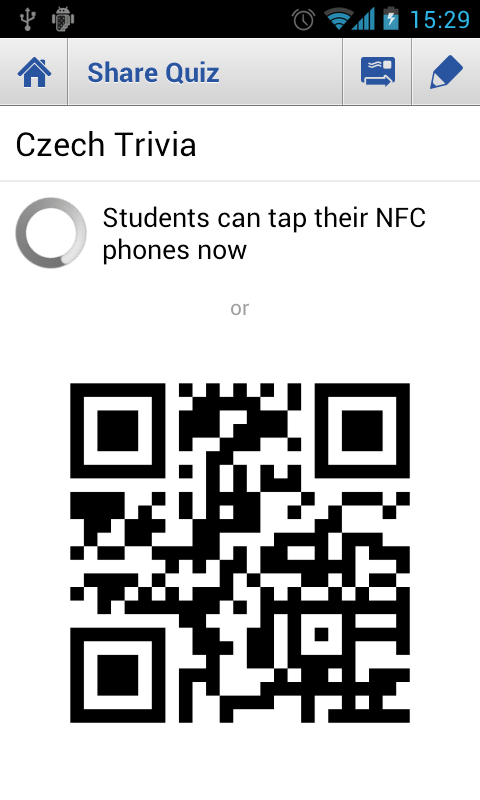 15:29
Share Quiz
Czech Trivia
Students can tap their NFC
phones now
or